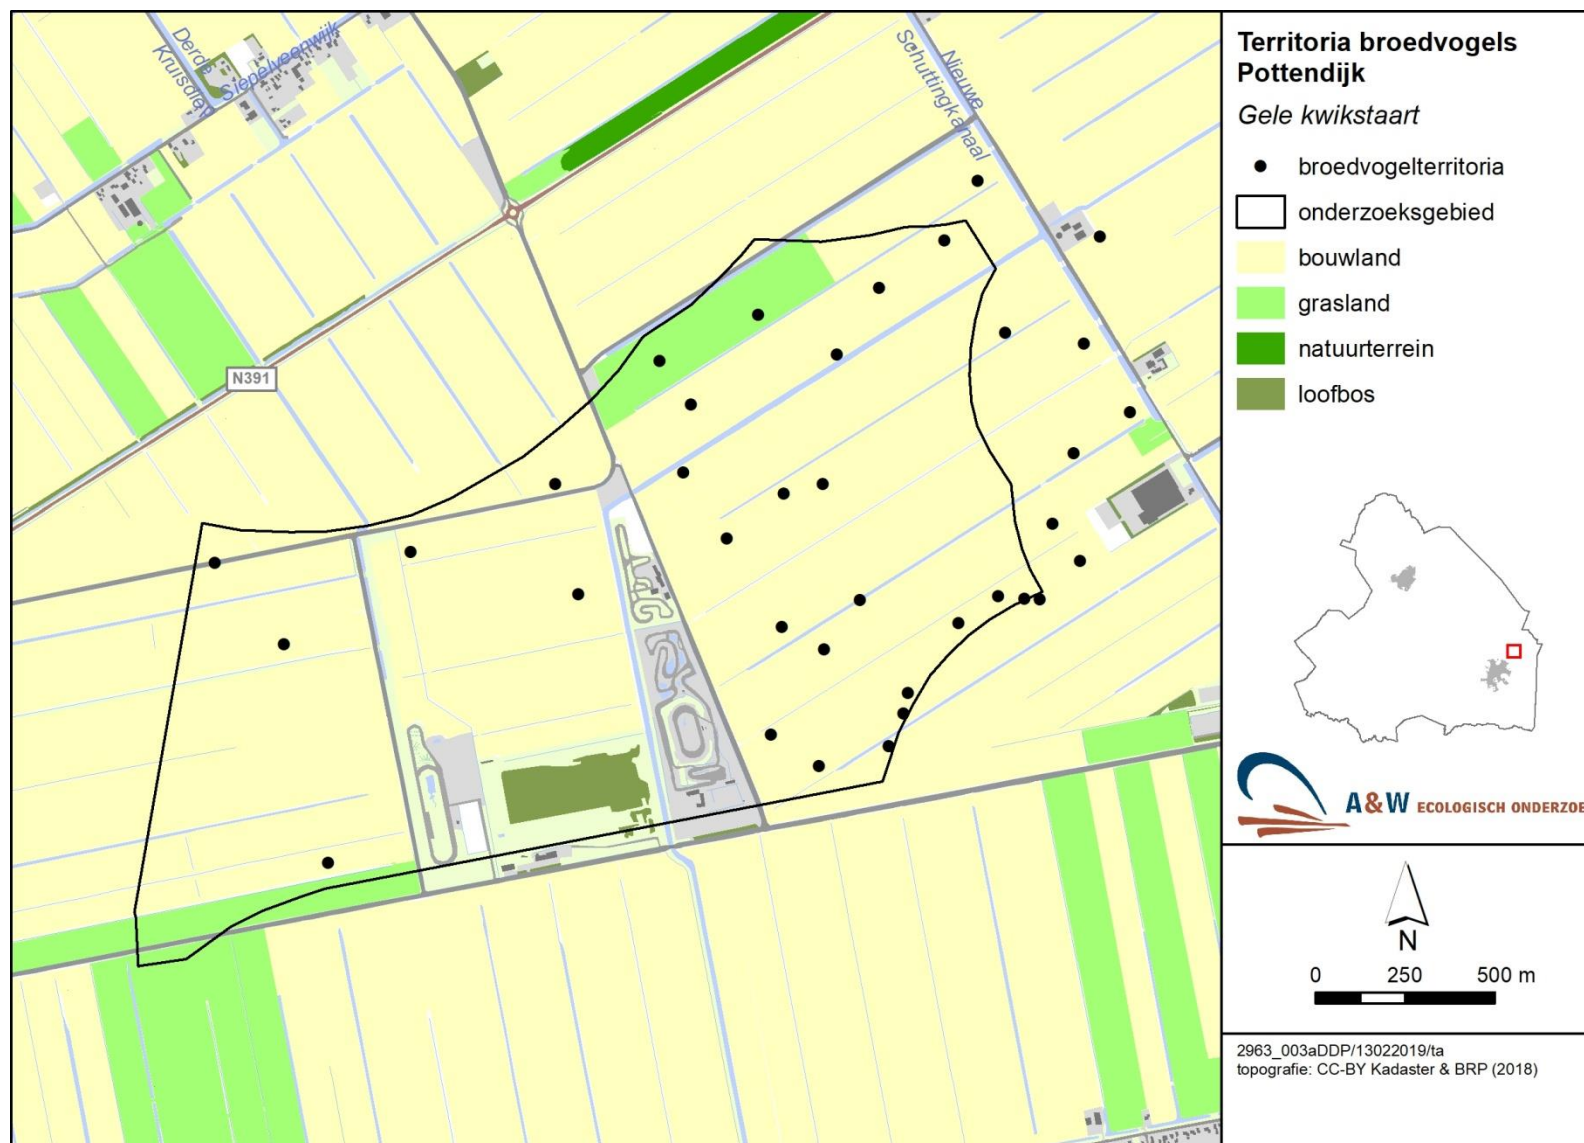 Derde
Kruisdiep
Siepelveenwijk
Nieuwe
Schuttingkanaal
N391
Territoria broedvogels
Pottendijk
Gele kwikstaart
broedvogelterritoria
onderzoeksgebied
bouwland
grasland
natuurterrein
loofbos
A&W ECOLOGISCH ONDERZOE
N
0 250 500 m
2963_003aDDP/13022019/ta
topografie: CC-BY Kadaster & BRP (2018)